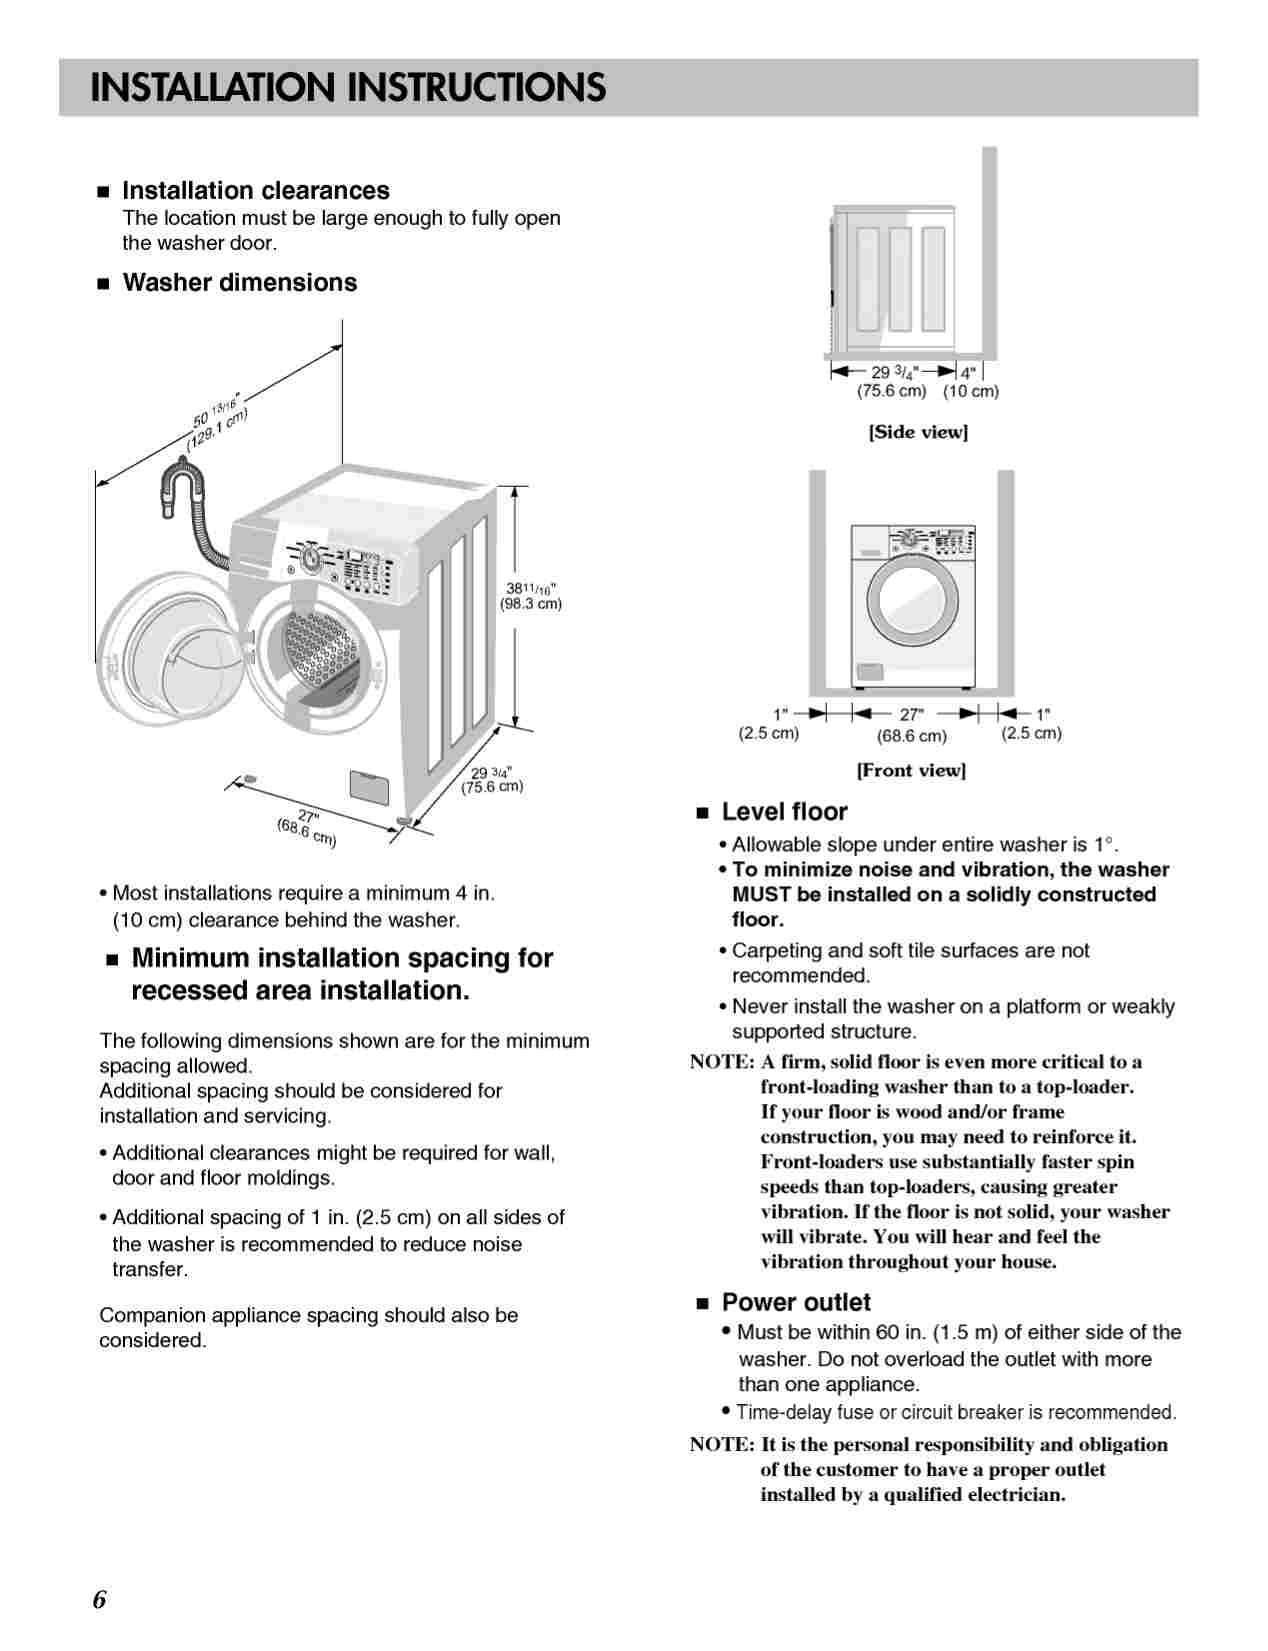 INSTALLATION INSTRUCTIONS
■ Installation clearances
The location must be large enough to fully open
the washer door.
■ Washer dimensions
50 13/16"
(129.1 cm)
3811/16"
(98.3 cm)
29 3/4"
(75.6 cm)
27"
(68.6 cm)
• Most installations require a minimum 4 in.
(10 cm) clearance behind the washer.
■ Minimum installation spacing for
recessed area installation.
The following dimensions shown are for the minimum
spacing allowed.
Additional spacing should be considered for
installation and servicing.
• Additional clearances might be required for wall,
door and floor moldings.
• Additional spacing of 1 in. (2.5 cm) on all sides of
the washer is recommended to reduce noise
transfer.
Companion appliance spacing should also be
considered.
29 3/4" 4"
(75.6 cm) (10 cm)
[Side view]
1" 27" 1"
(2.5 cm) (68.6 cm) (2.5 cm)
[Front view]
■ Level floor
• Allowable slope under entire washer is 1°.
• To minimize noise and vibration, the washer
MUST be installed on a solidly constructed
floor.
• Carpeting and soft tile surfaces are not
recommended.
• Never install the washer on a platform or weakly
supported structure.
NOTE: A firm, solid floor is even more critical to a
front-loading washer than to a top-loader.
If your floor is wood and/or frame
construction, you may need to reinforce it.
Front-loaders use substantially faster spin
speeds than top-loaders, causing greater
vibration. If the floor is not solid, your washer
will vibrate. You will hear and feel the
vibration throughout your house.
■ Power outlet
• Must be within 60 in. (1.5 m) of either side of the
washer. Do not overload the outlet with more
than one appliance.
• Time-delay fuse or circuit breaker is recommended.
NOTE: It is the personal responsibility and obligation
of the customer to have a proper outlet
installed by a qualified electrician.
6